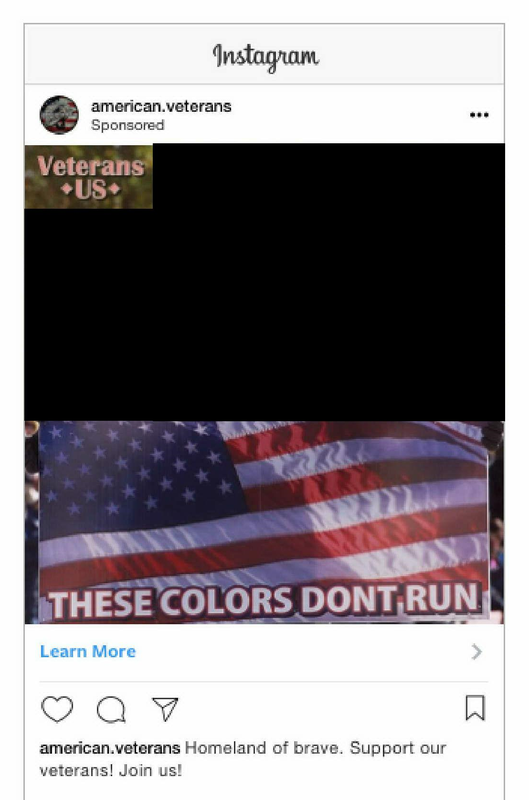 Instagram
american.veterans
Sponsored
Veterans
♦US♦
THESE COLORS DONT RUN
Learn More
american.veterans Homeland of brave. Support our
veterans! Join us!